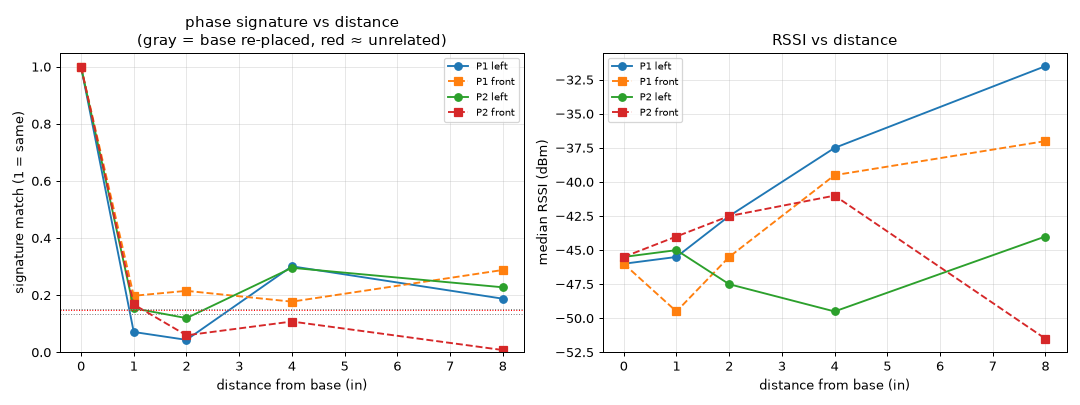 phase signature vs distance
(gray = base re-placed, red ≈ unrelated)
signature match (1 = same)
1.0
0.8
0.6
0.4
0.2
0.0
0
1
2
3
4
5
6
7
8
distance from base (in)
P1 left
P1 front
P2 left
P2 front
RSSI vs distance
median RSSI (dBm)
−32.5
−35.0
−37.5
−40.0
−42.5
−45.0
−47.5
−50.0
−52.5
0
1
2
3
4
5
6
7
8
distance from base (in)
P1 left
P1 front
P2 left
P2 front